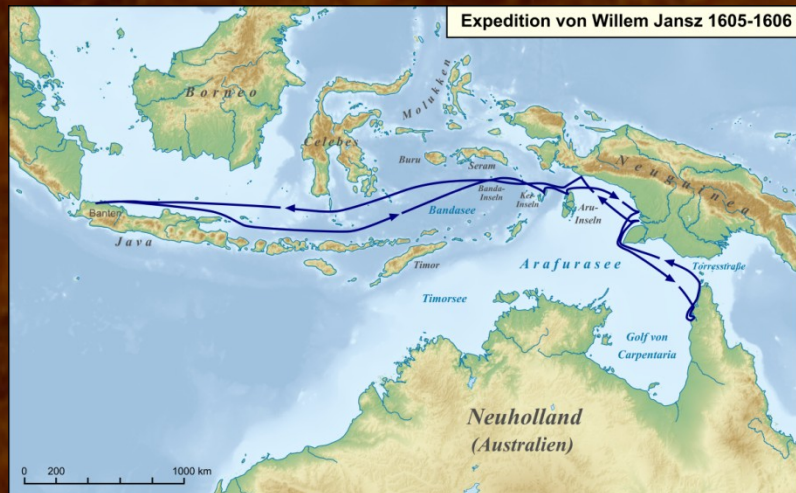 Expedition von Willem Jansz 1605-1606
Borneo
Molukken
Celebes
Buru
Seram
Neuguinea
Banda-
Inseln
Kei-
Inseln
Aru-
Inseln
Bandasee
Banten
Java
Timor
Arafurasee
Torresstraße
Timorsee
Golf von
Carpentaria
Neuholland
(Australien)
0 200 1000 km